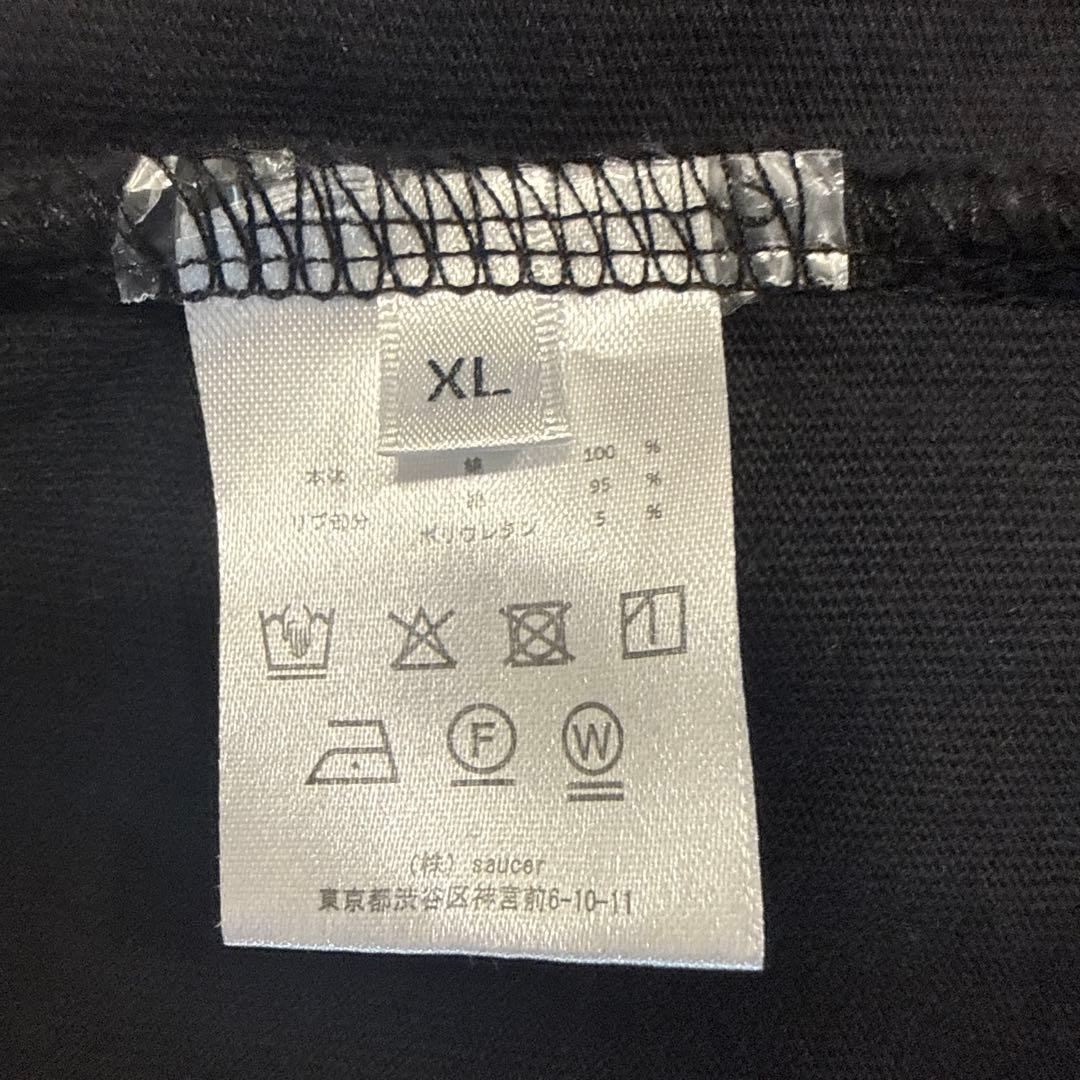 XL
本体 綿 100 %
綿 95 %
リブ部分 ポリウレタン 5 %
F W
(株) saucer
東京都渋谷区神宮前6-10-11